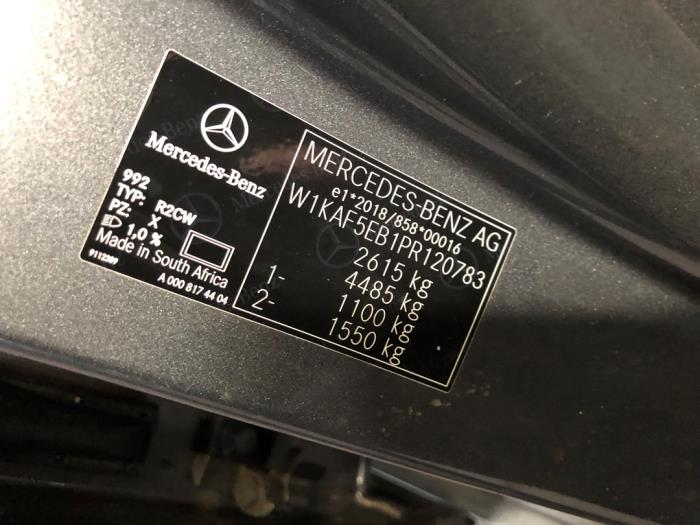 Mercedes-Benz
992
TYP: R2CW
PZ: X
1,0 %
Made in South Africa
9112389
A 000 817 44 04
MERCEDES-BENZ AG
e1*2018/858*00016
W1KAF5EB1PR120783
2615 kg
1- 4485 kg
2- 1100 kg
1550 kg